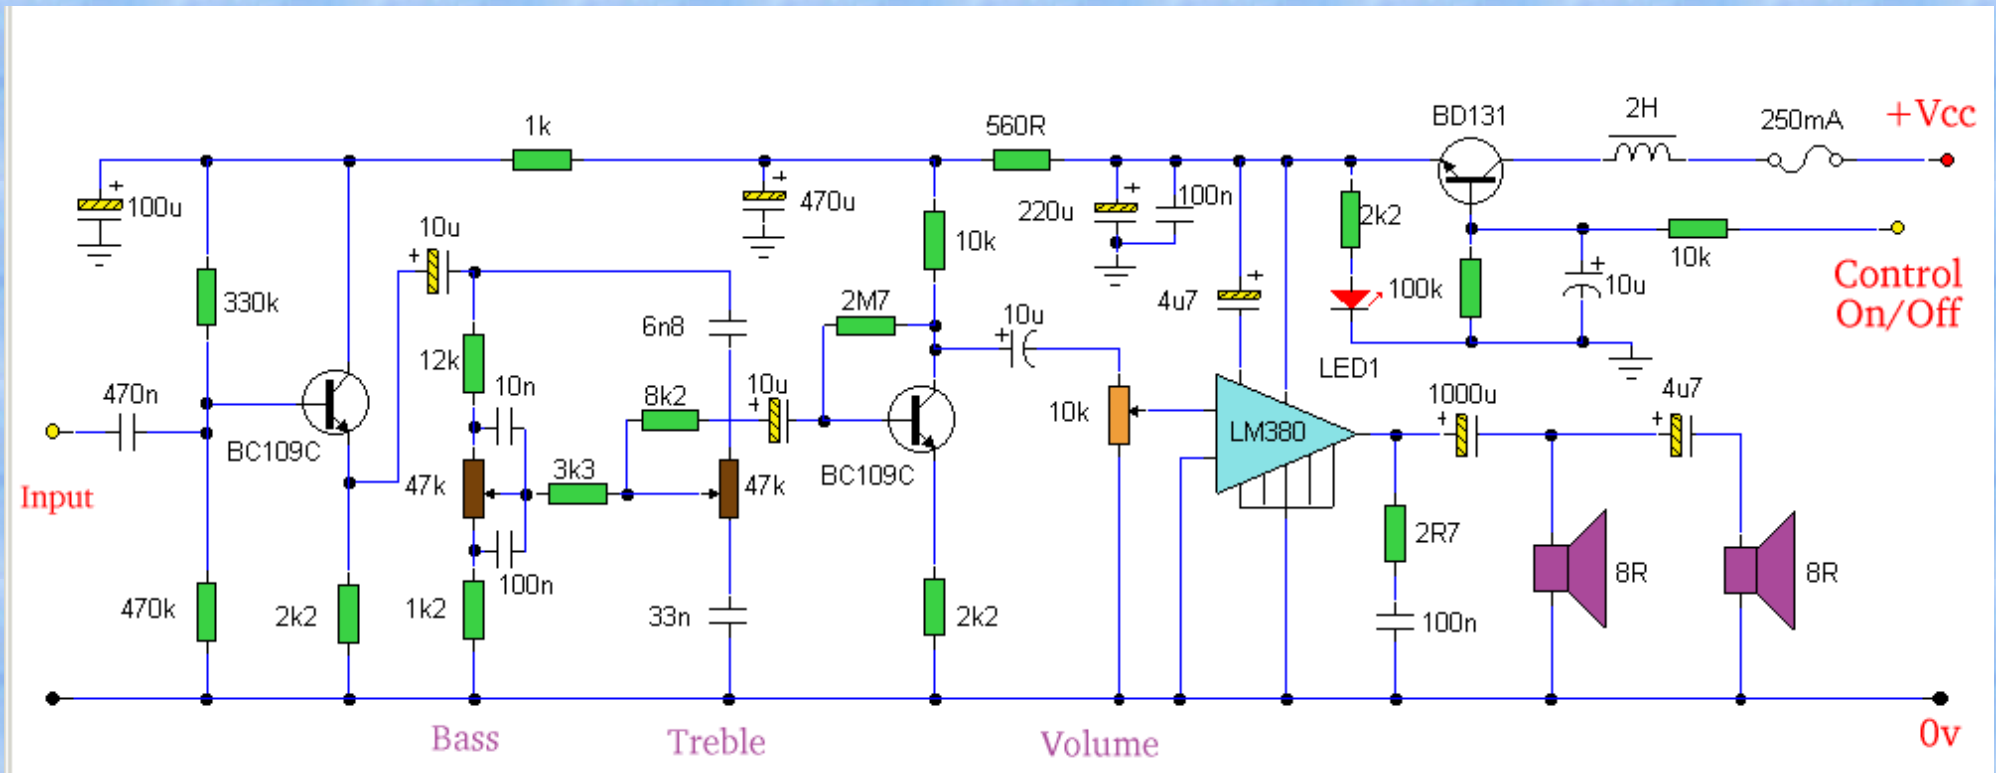 1k
560R
BD131
2H
250mA
+Vcc
+
100u
+
470u
+
220u
100n
2k2
+
10u
10k
10k
Control
On/Off
330k
10u
+
12k
6n8
2M7
10u
+
4u7
+
100k
LED1
470n
BC109C
10n
8k2
10u
+
BC109C
10k
LM380
1000u
+
4u7
+
Input
47k
3k3
47k
2R7
8R
8R
470k
2k2
1k2
100n
33n
2k2
100n
Bass
Treble
Volume
0v